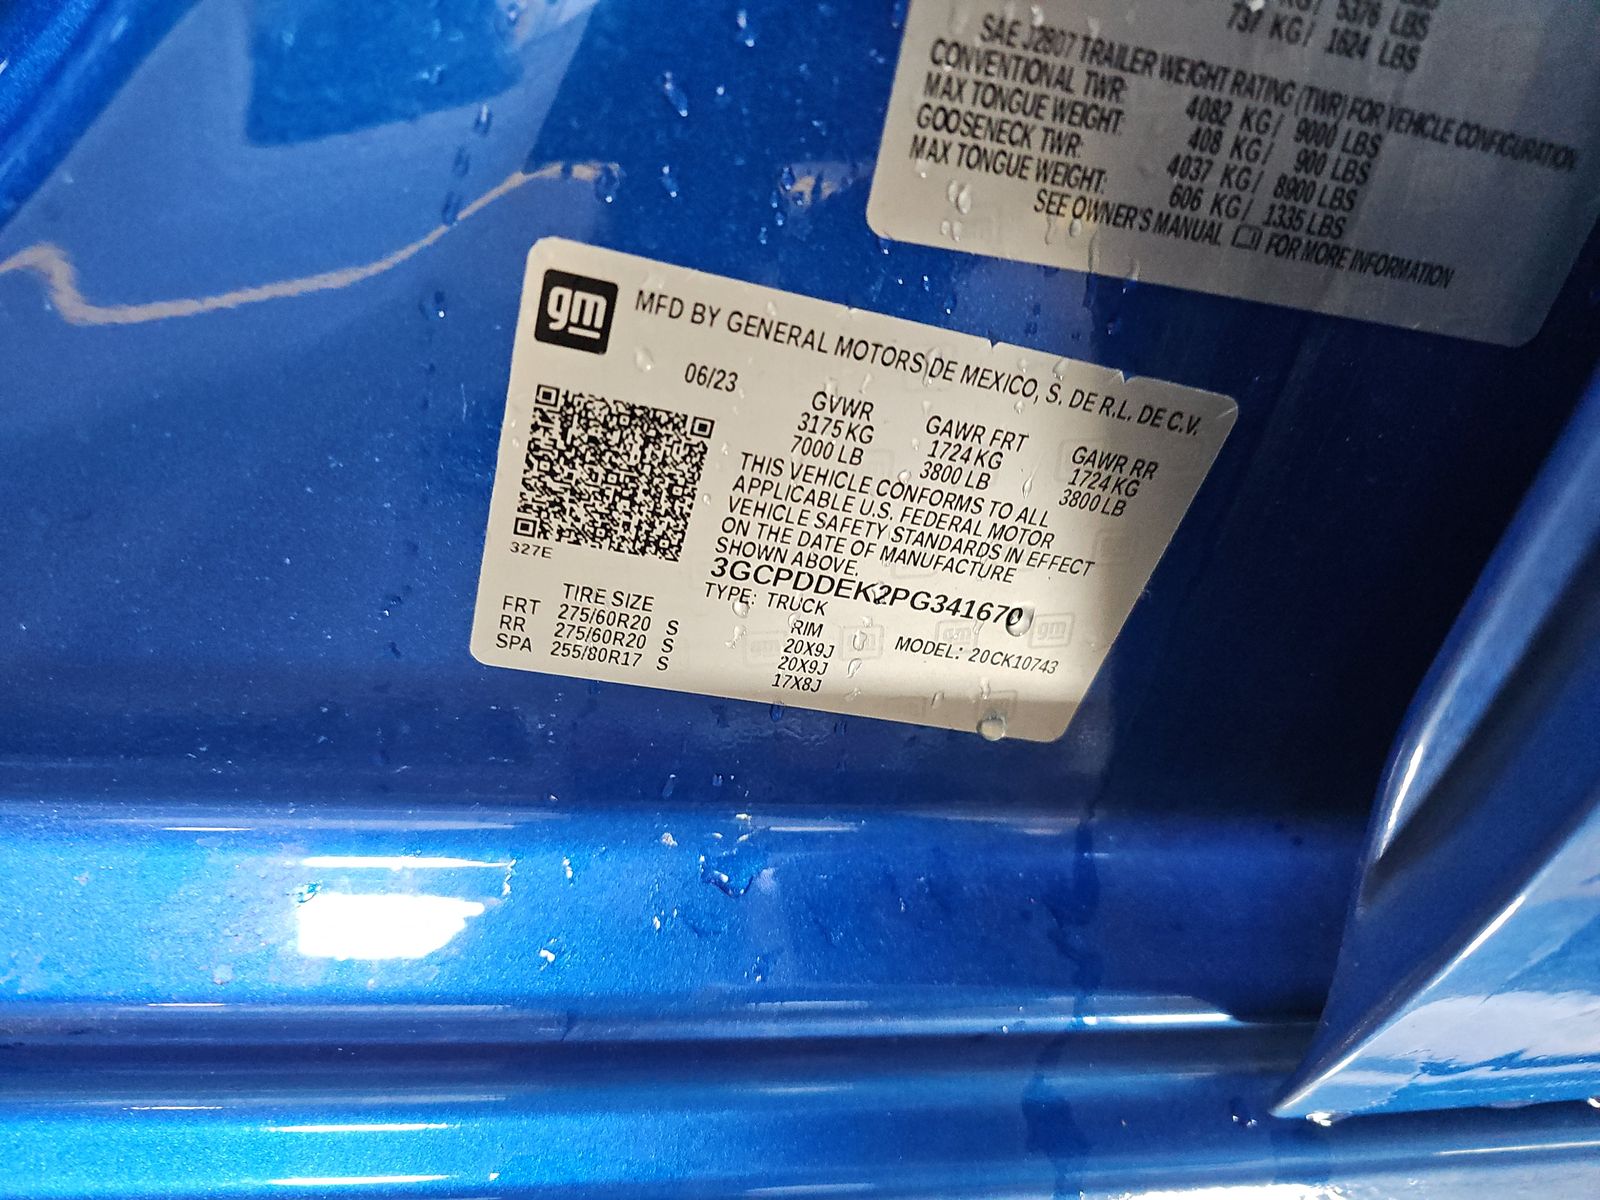 5376 LBS
737 KG/ 1624 LBS
SAE J2807 TRAILER WEIGHT RATING (TWR) FOR VEHICLE CONFIGURATION
CONVENTIONAL TWR: 4082 KG/ 9000 LBS
MAX TONGUE WEIGHT: 408 KG/ 900 LBS
GOOSENECK TWR: 4037 KG/ 8900 LBS
MAX TONGUE WEIGHT: 606 KG/ 1335 LBS
SEE OWNER'S MANUAL FOR MORE INFORMATION
gm
MFD BY GENERAL MOTORS DE MEXICO, S. DE R.L. DE C.V.
06/23
GVWR GAWR FRT GAWR RR
3175 KG 1724 KG 1724 KG
7000 LB 3800 LB 3800 LB
THIS VEHICLE CONFORMS TO ALL
APPLICABLE U.S. FEDERAL MOTOR
VEHICLE SAFETY STANDARDS IN EFFECT
ON THE DATE OF MANUFACTURE
SHOWN ABOVE.
327E
3GCPDDEK2PG341670
TYPE: TRUCK MODEL: 20CK10743
TIRE SIZE RIM
FRT 275/60R20 S 20X9J
RR 275/60R20 S 20X9J
SPA 255/80R17 S 17X8J